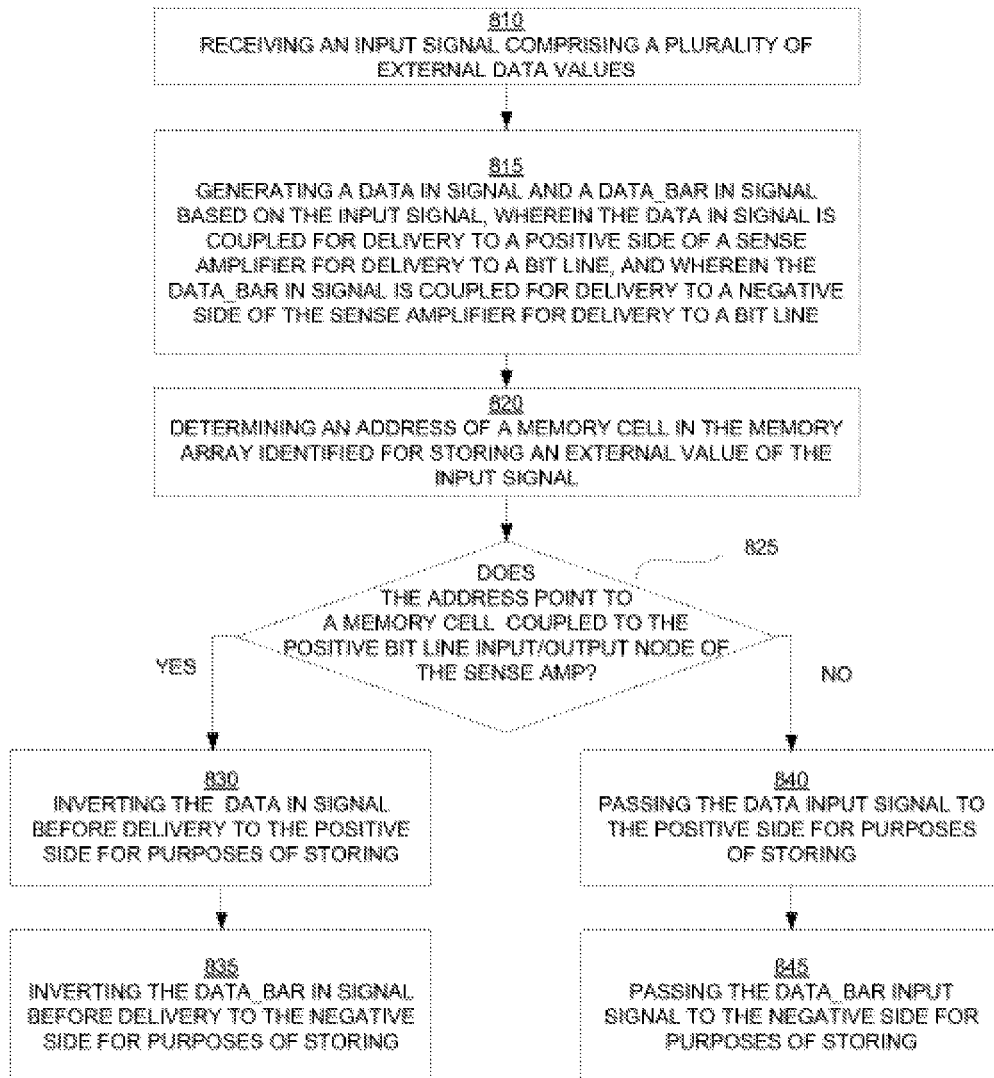 810
RECEIVING AN INPUT SIGNAL COMPRISING A PLURALITY OF
EXTERNAL DATA VALUES
815
GENERATING A DATA IN SIGNAL AND A DATA_BAR IN SIGNAL
BASED ON THE INPUT SIGNAL, WHEREIN THE DATA IN SIGNAL IS
COUPLED FOR DELIVERY TO A POSITIVE SIDE OF A SENSE
AMPLIFIER FOR DELIVERY TO A BIT LINE, AND WHEREIN THE
DATA_BAR IN SIGNAL IS COUPLED FOR DELIVERY TO A NEGATIVE
SIDE OF THE SENSE AMPLIFIER FOR DELIVERY TO A BIT LINE
820
DETERMINING AN ADDRESS OF A MEMORY CELL IN THE MEMORY
ARRAY IDENTIFIED FOR STORING AN EXTERNAL VALUE OF THE
INPUT SIGNAL
825
DOES
THE ADDRESS POINT TO
A MEMORY CELL COUPLED TO THE
POSITIVE BIT LINE INPUT/OUTPUT NODE OF
THE SENSE AMP?
YES
NO
830
INVERTING THE DATA IN SIGNAL
BEFORE DELIVERY TO THE POSITIVE
SIDE FOR PURPOSES OF STORING
840
PASSING THE DATA INPUT SIGNAL TO
THE POSITIVE SIDE FOR PURPOSES
OF STORING
835
INVERTING THE DATA_BAR IN SIGNAL
BEFORE DELIVERY TO THE NEGATIVE
SIDE FOR PURPOSES OF STORING
845
PASSING THE DATA_BAR INPUT
SIGNAL TO THE NEGATIVE SIDE FOR
PURPOSES OF STORING